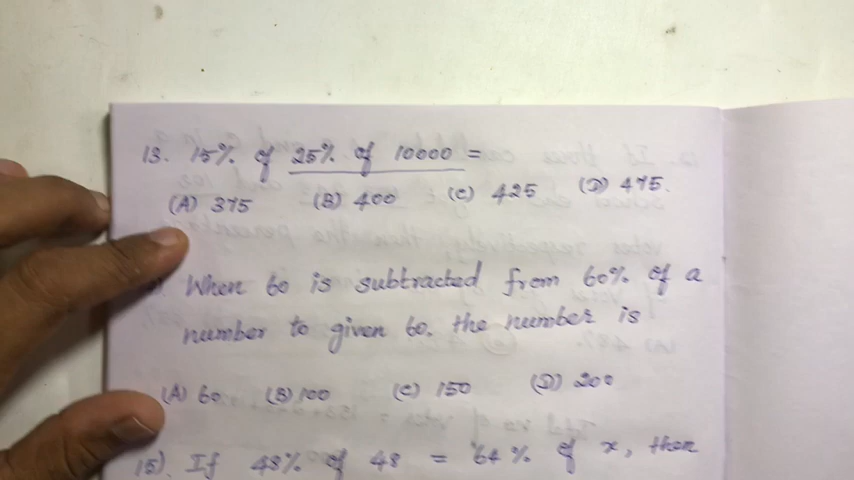 13. 15% of 25% of 10000 =
(A) 375 (B) 400 (C) 425 (D) 475.
When 60 is subtracted from 60% of a
number to given 60. the number is
(A) 60 (B) 100 (C) 150 (D) 200
15) If 48% of 48 = 64% of x, then